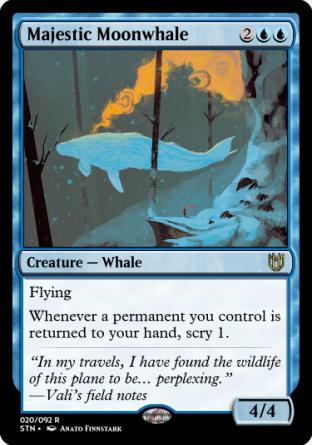 Majestic Moonwhale 2
Creature — Whale
Flying
Whenever a permanent you control is
returned to your hand, scry 1.
“In my travels, I have found the wildlife
of this plane to be… perplexing.”
—Vali’s field notes
4/4
020/092 R
STN • Anato Finnstark